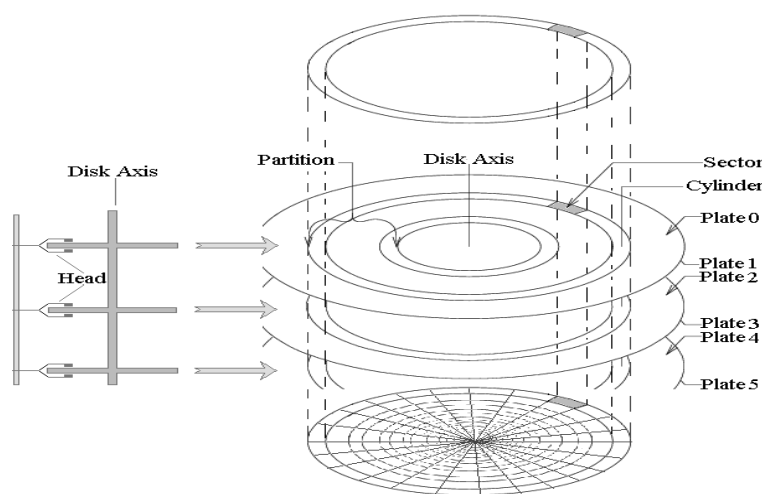 Partition
Disk Axis
Sector
Disk Axis
Cylinder
Plate 0
Head
Plate 1
Plate 2
Plate 3
Plate 4
Plate 5